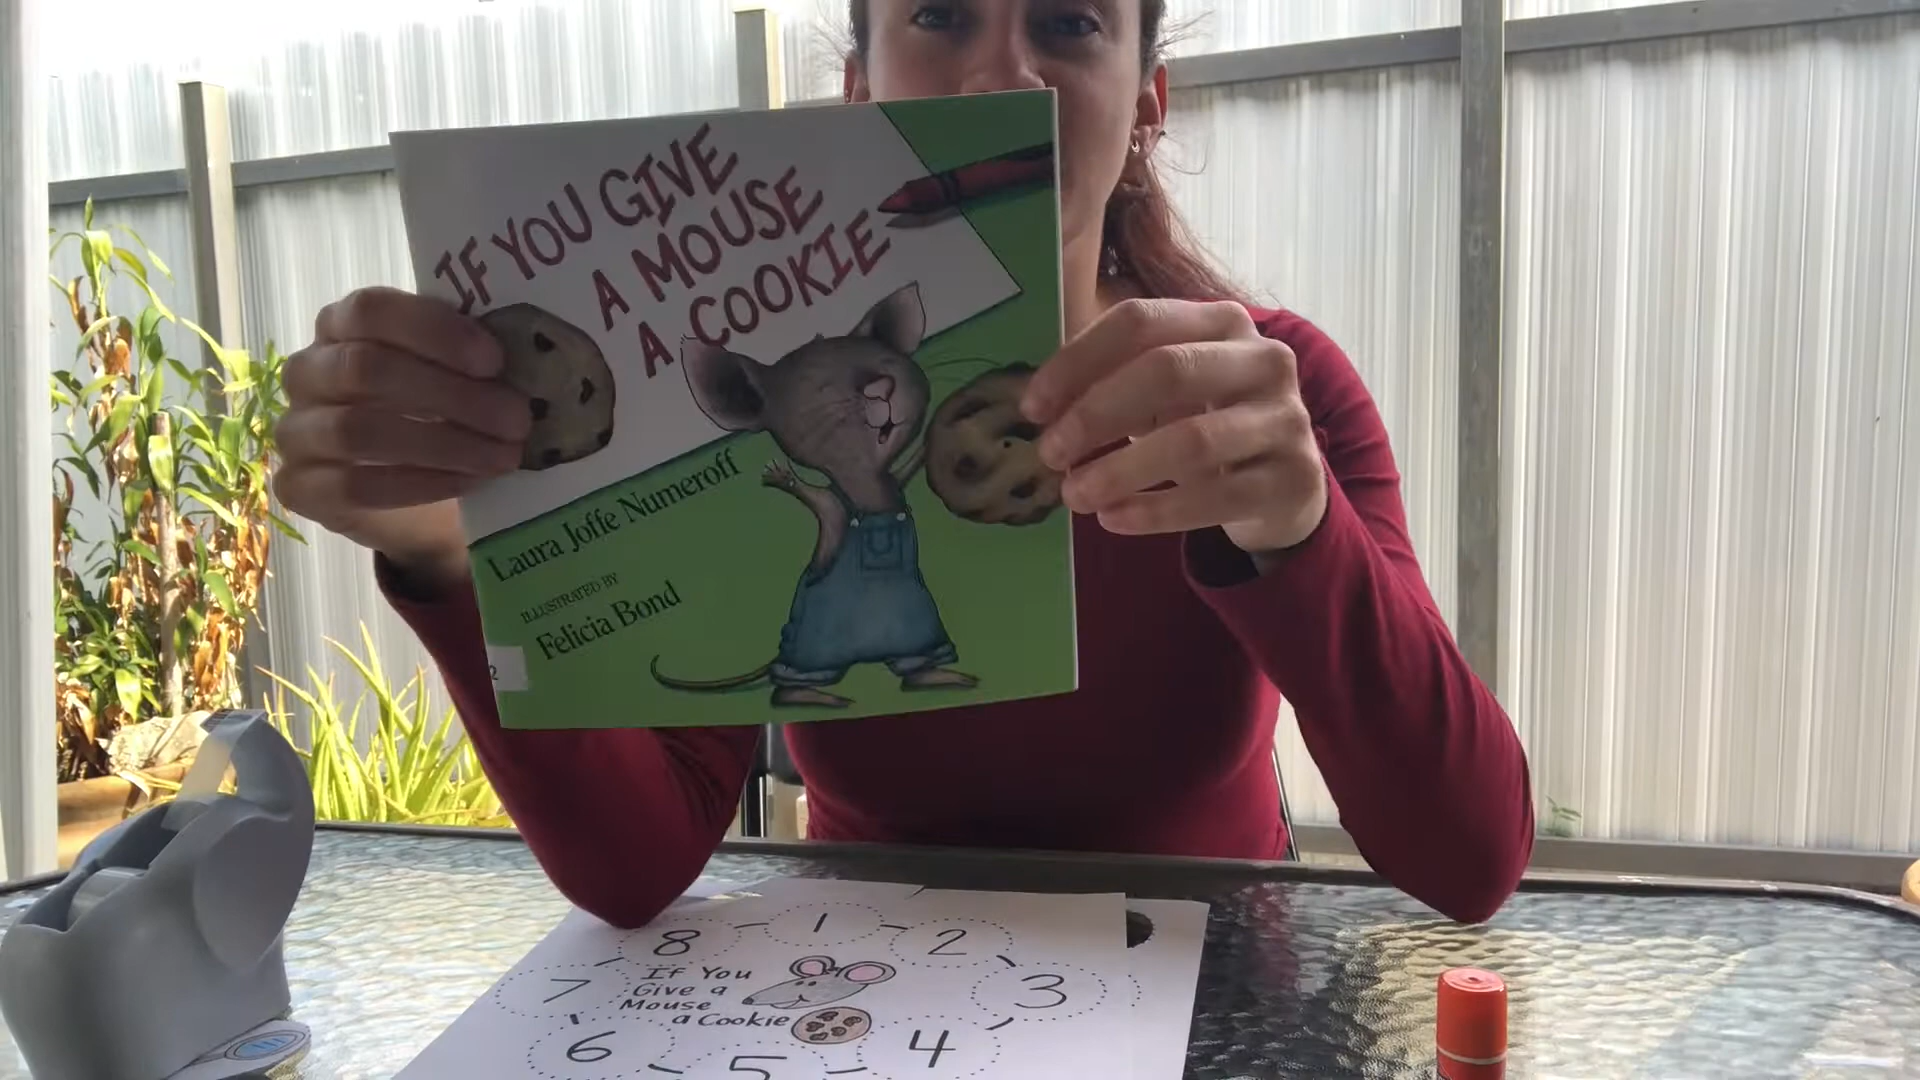 IF YOU GIVE
A MOUSE
A COOKIE
Laura Joffe Numeroff
ILLUSTRATED BY
Felicia Bond
2
8
1
2
7
3
If You
Give a
Mouse
a Cookie
6
5
4